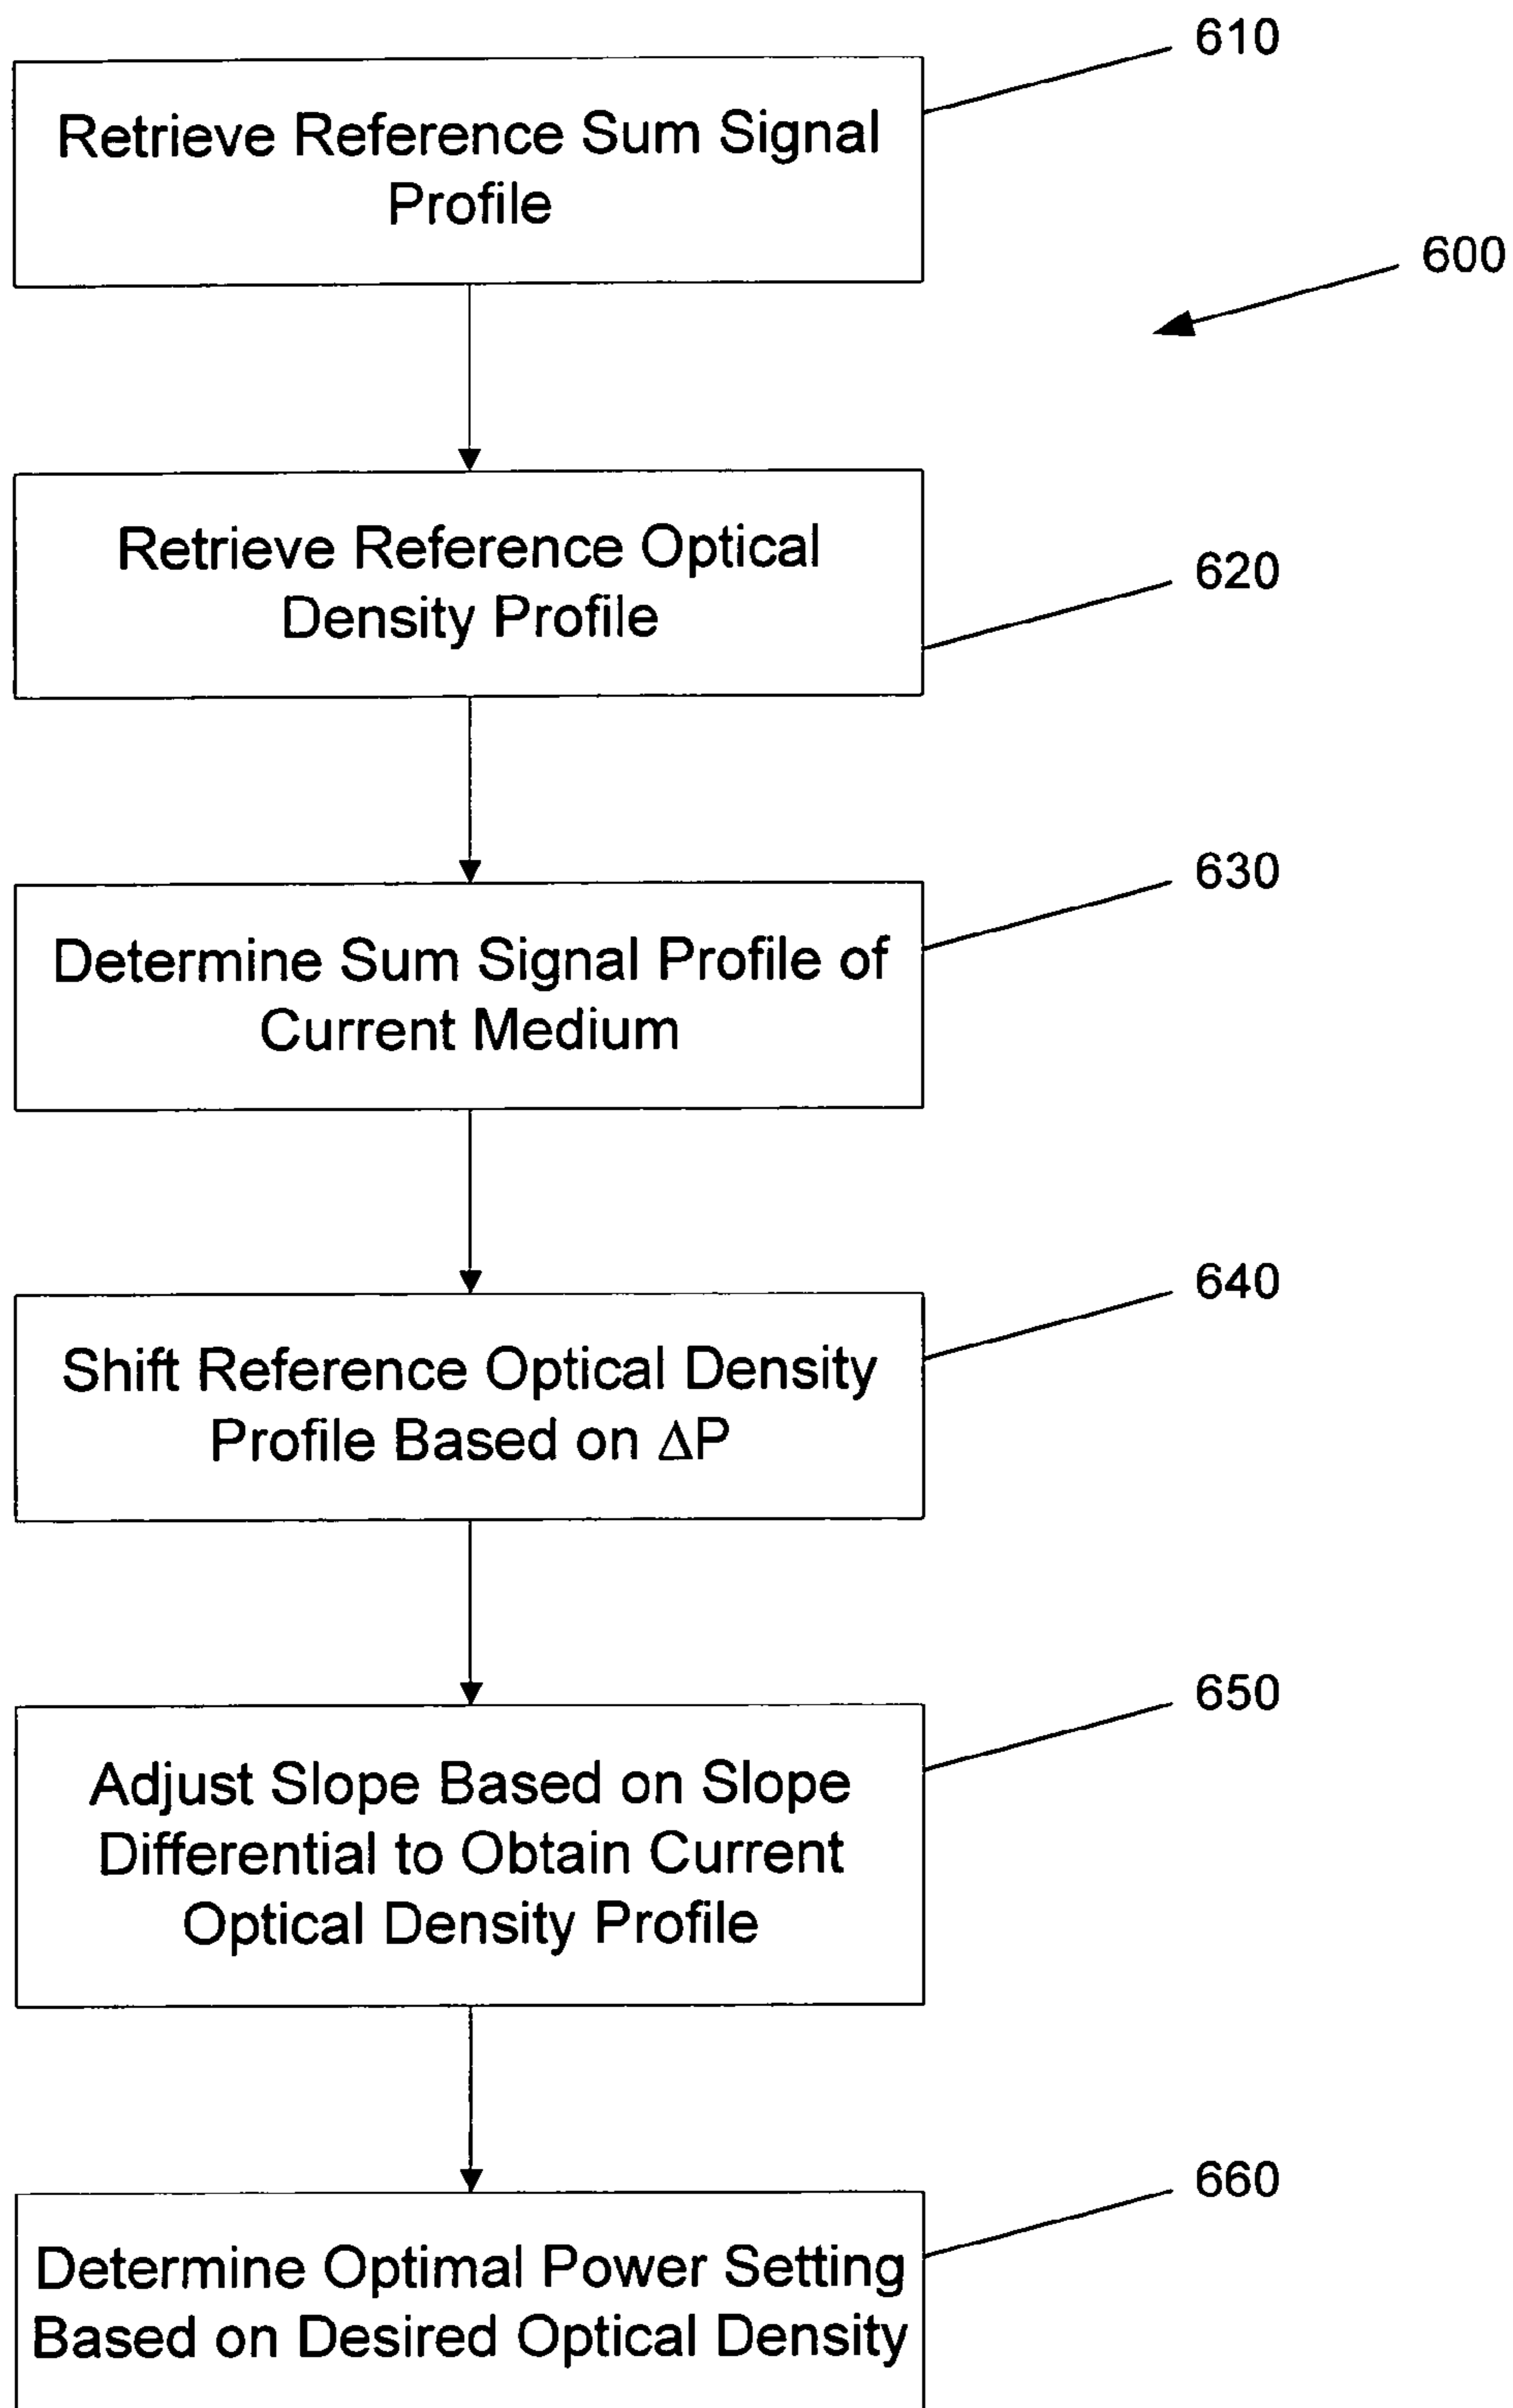 610
Retrieve Reference Sum Signal
Profile
600
Retrieve Reference Optical
Density Profile
620
630
Determine Sum Signal Profile of
Current Medium
640
Shift Reference Optical Density
Profile Based on ΔP
650
Adjust Slope Based on Slope
Differential to Obtain Current
Optical Density Profile
660
Determine Optimal Power Setting
Based on Desired Optical Density